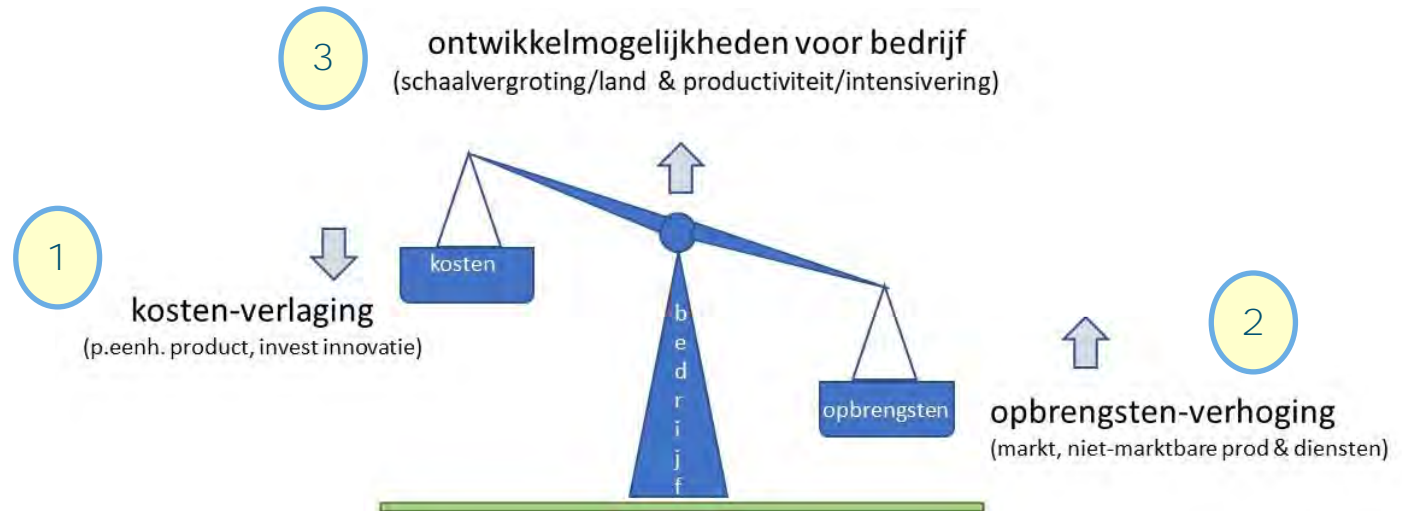 3
ontwikkelmogelijkheden voor bedrijf
(schaalvergroting/land & productiviteit/intensivering)
1
kosten
kosten-verlaging
(p.eenh. product, invest innovatie)
bedrijf
2
opbrengsten
opbrengsten-verhoging
(markt, niet-marktbare prod & diensten)